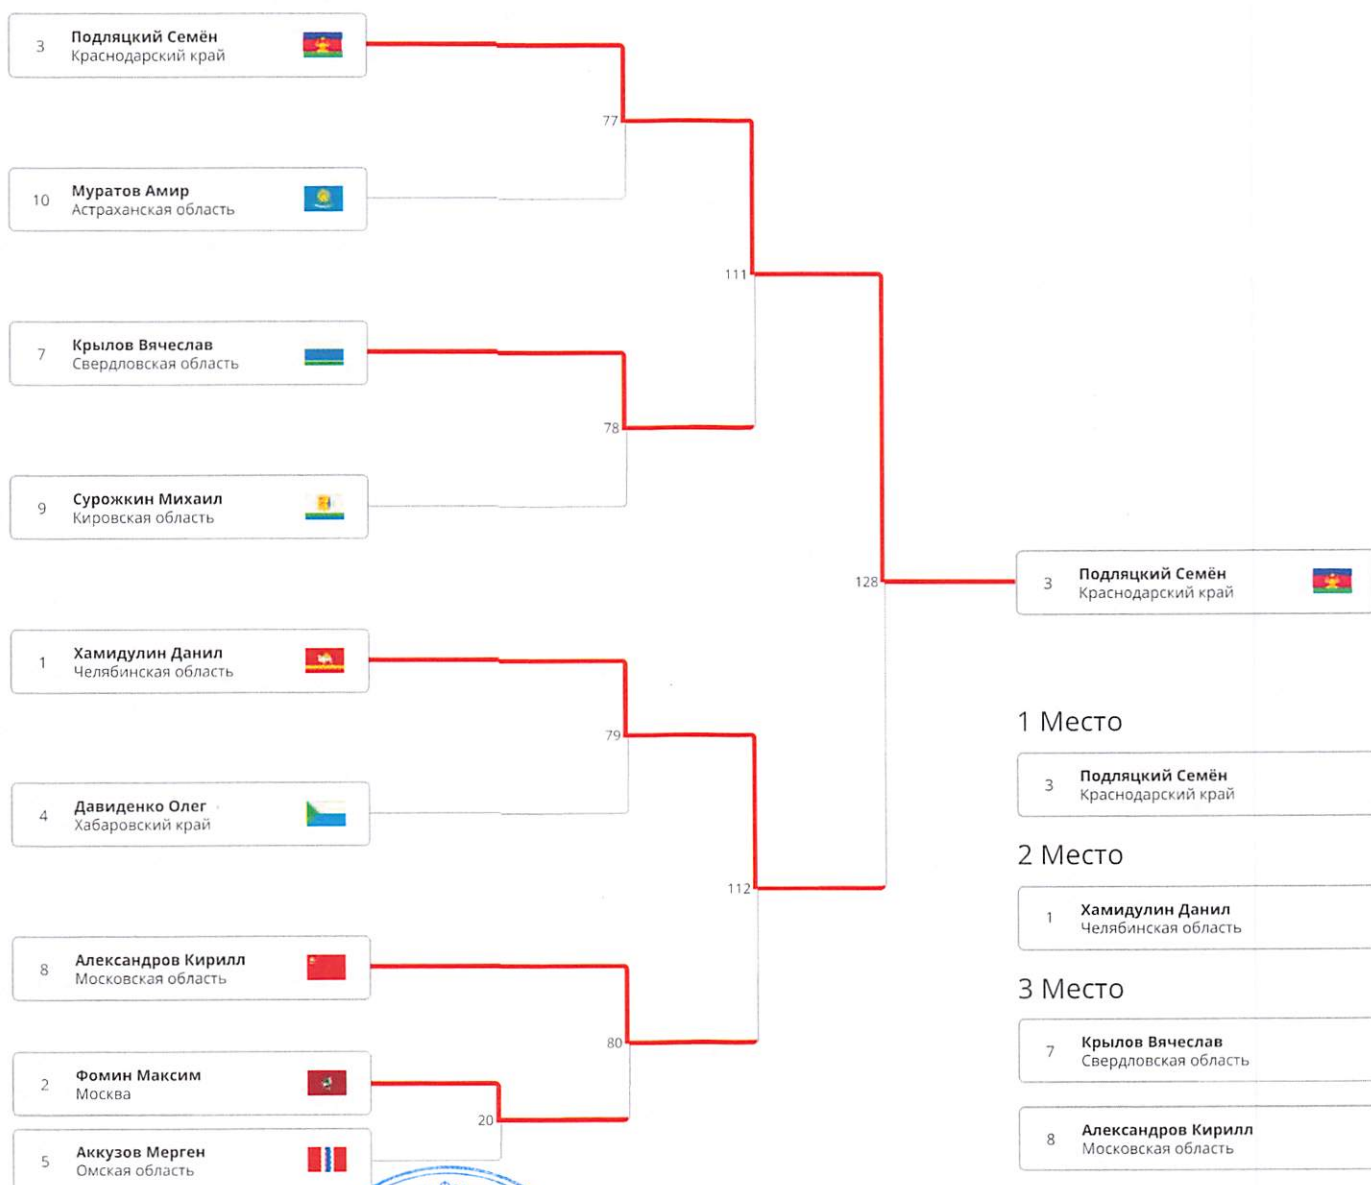 3
Подляцкий Семён
Краснодарский край
77
10
Муратов Амир
Астраханская область
111
7
Крылов Вячеслав
Свердловская область
78
9
Сурожкин Михаил
Кировская область
128
3
Подляцкий Семён
Краснодарский край
1
Хамидулин Данил
Челябинская область
79
4
Давиденко Олег
Хабаровский край
112
8
Александров Кирилл
Московская область
80
2
Фомин Максим
Москва
20
5
Аккузов Мерген
Омская область
1 Место
3
Подляцкий Семён
Краснодарский край
2 Место
1
Хамидулин Данил
Челябинская область
3 Место
7
Крылов Вячеслав
Свердловская область
8
Александров Кирилл
Московская область